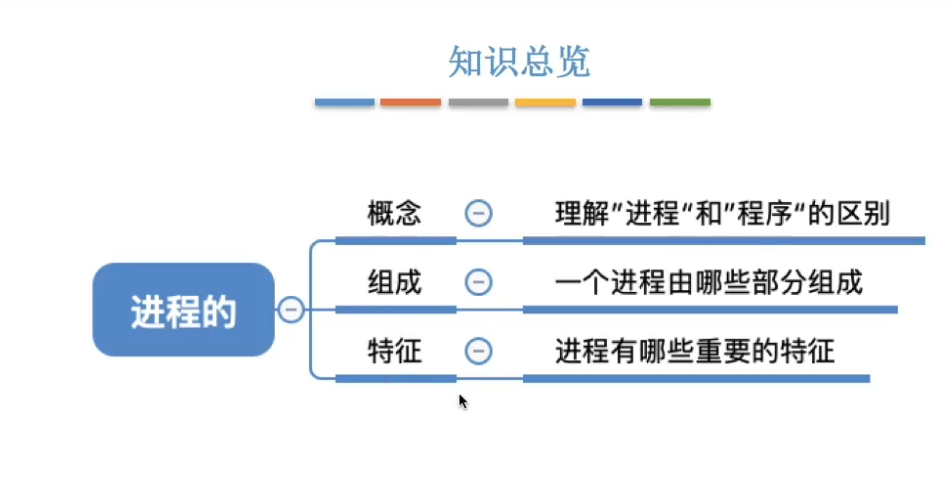 知识总览
概念
理解”进程“和”程序“的区别
进程的
组成
一个进程由哪些部分组成
特征
进程有哪些重要的特征